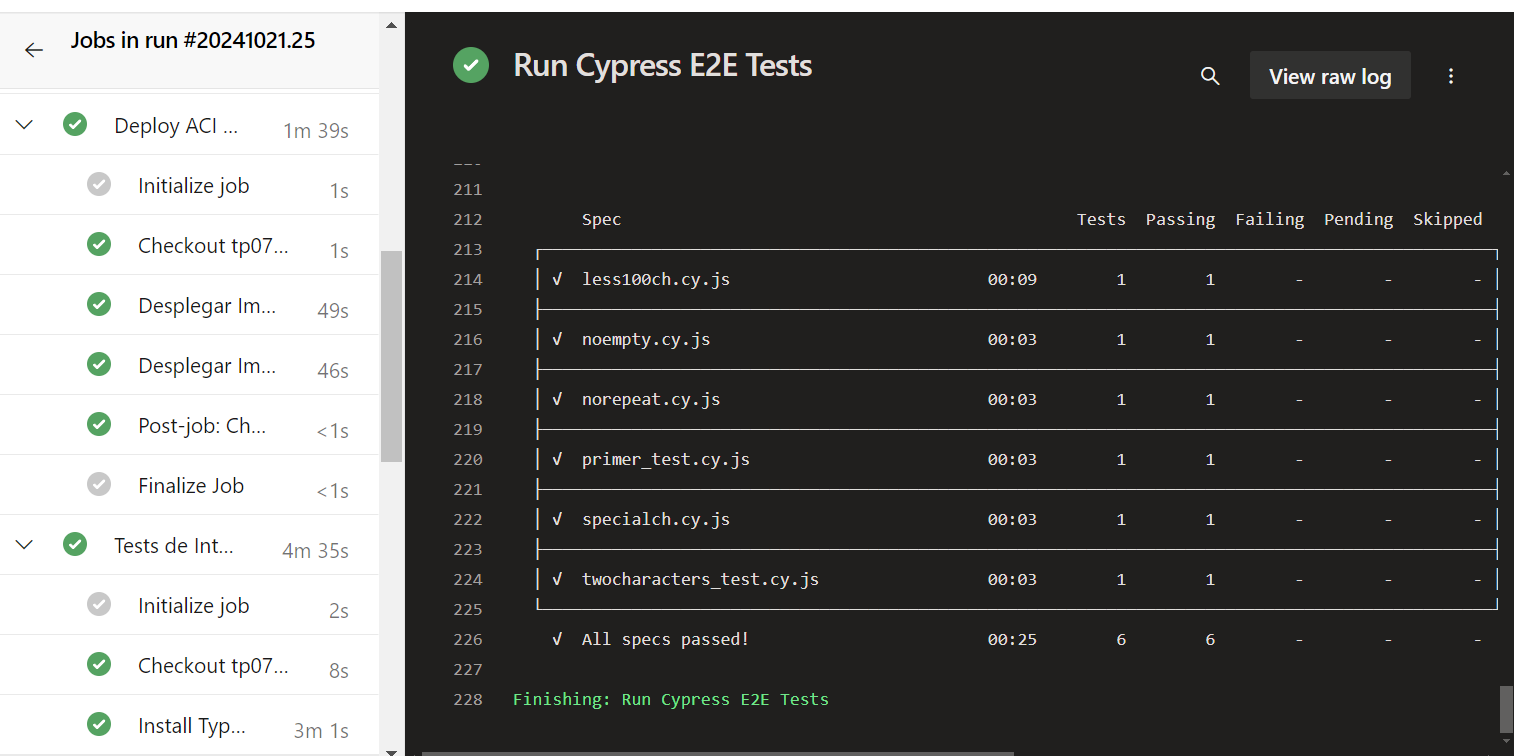 Jobs in run #20241021.25
Deploy ACI ... 1m 39s
Initialize job 1s
Checkout tp07... 1s
Desplegar Im... 49s
Desplegar Im... 46s
Post-job: Ch... <1s
Finalize Job <1s
Tests de Int... 4m 35s
Initialize job 2s
Checkout tp07... 8s
Install Typ... 3m 1s
Run Cypress E2E Tests
View raw log
211
212 Spec Tests Passing Failing Pending Skipped
213
214 √ less100ch.cy.js 00:09 1 1 - - -
215
216 √ noempty.cy.js 00:03 1 1 - - -
217
218 √ norepeat.cy.js 00:03 1 1 - - -
219
220 √ primer_test.cy.js 00:03 1 1 - - -
221
222 √ specialch.cy.js 00:03 1 1 - - -
223
224 √ twocharacters_test.cy.js 00:03 1 1 - - -
225
226 √ All specs passed! 00:25 6 6 - - -
227
228 Finishing: Run Cypress E2E Tests